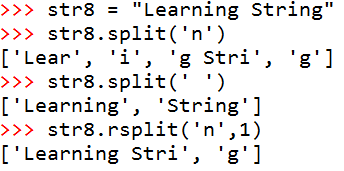 >>> str8 = "Learning String"
>>> str8.split('n')
['Lear', 'i', 'g Stri', 'g']
>>> str8.split(' ')
['Learning', 'String']
>>> str8.rsplit('n',1)
['Learning Stri', 'g']